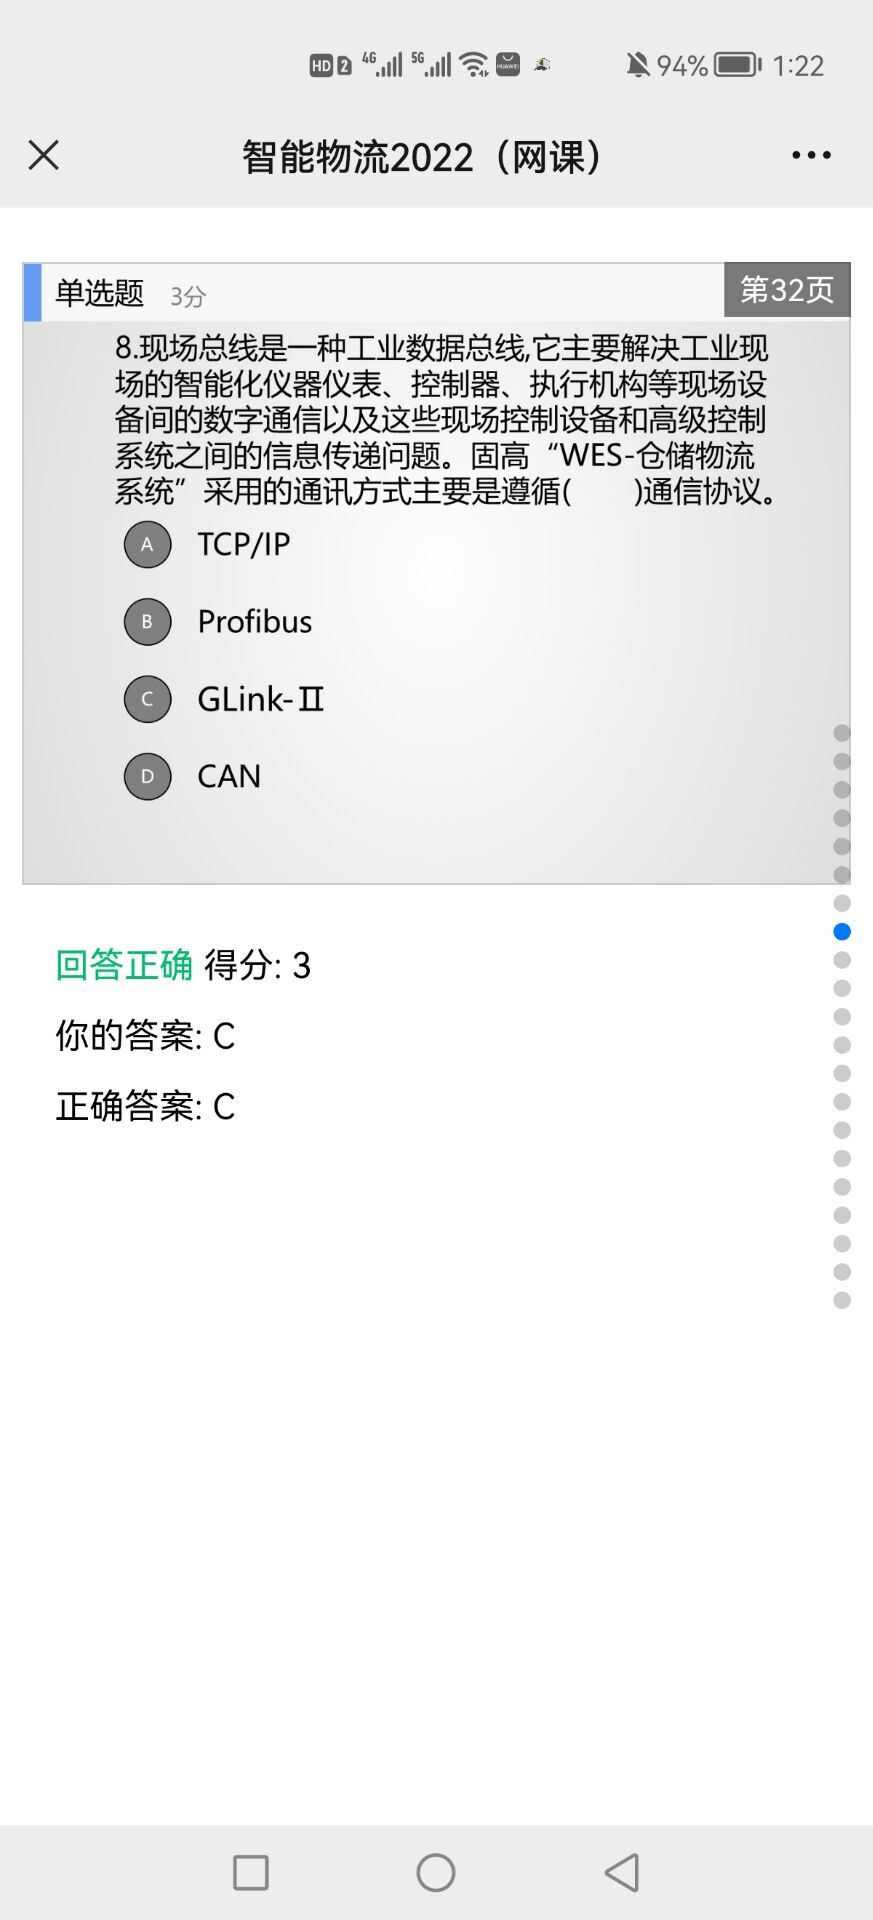 HD 2 4G 5G HUAWEI 94% 1:22
智能物流2022（网课）
单选题 3分 第32页
8.现场总线是一种工业数据总线,它主要解决工业现
场的智能化仪器仪表、控制器、执行机构等现场设
备间的数字通信以及这些现场控制设备和高级控制
系统之间的信息传递问题。固高“WES-仓储物流
系统”采用的通讯方式主要是遵循(　　)通信协议。
A TCP/IP
B Profibus
C GLink-Ⅱ
D CAN
回答正确 得分: 3
你的答案: C
正确答案: C